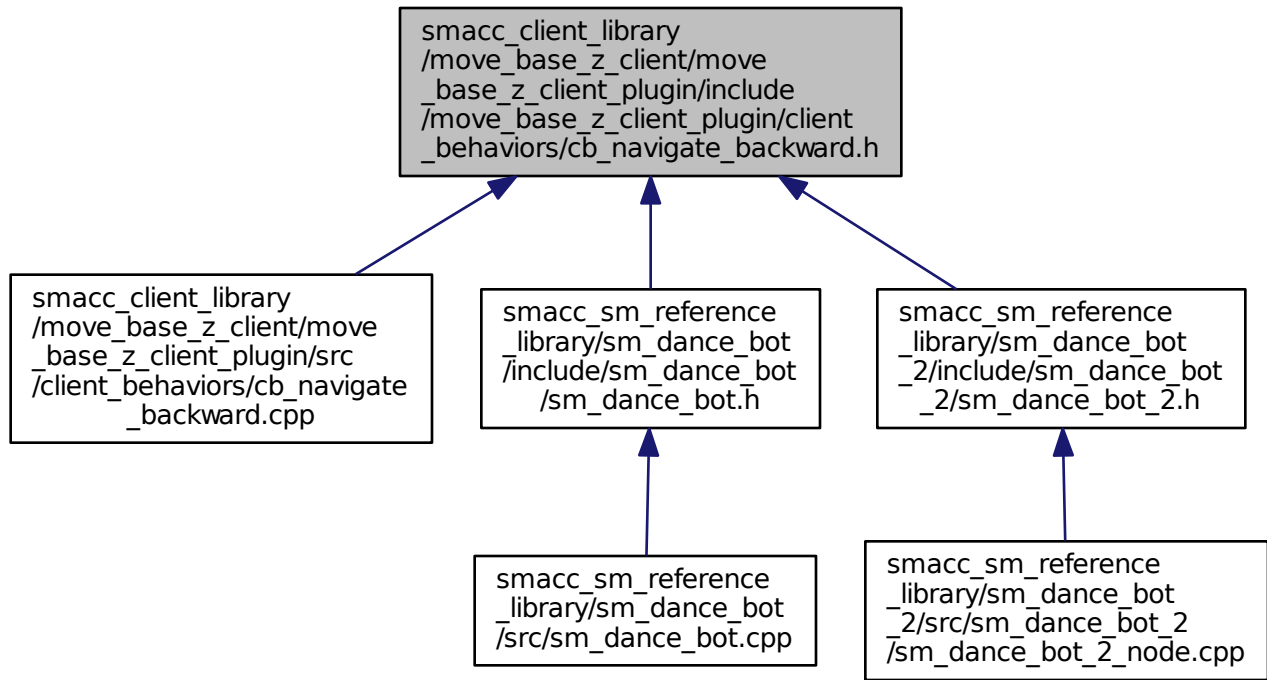 smacc_client_library
/move_base_z_client/move
_base_z_client_plugin/include
/move_base_z_client_plugin/client
_behaviors/cb_navigate_backward.h
smacc_client_library
/move_base_z_client/move
_base_z_client_plugin/src
/client_behaviors/cb_navigate
_backward.cpp
smacc_sm_reference
_library/sm_dance_bot
/include/sm_dance_bot
/sm_dance_bot.h
smacc_sm_reference
_library/sm_dance_bot
_2/include/sm_dance_bot
_2/sm_dance_bot_2.h
smacc_sm_reference
_library/sm_dance_bot
/src/sm_dance_bot.cpp
smacc_sm_reference
_library/sm_dance_bot
_2/src/sm_dance_bot_2
/sm_dance_bot_2_node.cpp